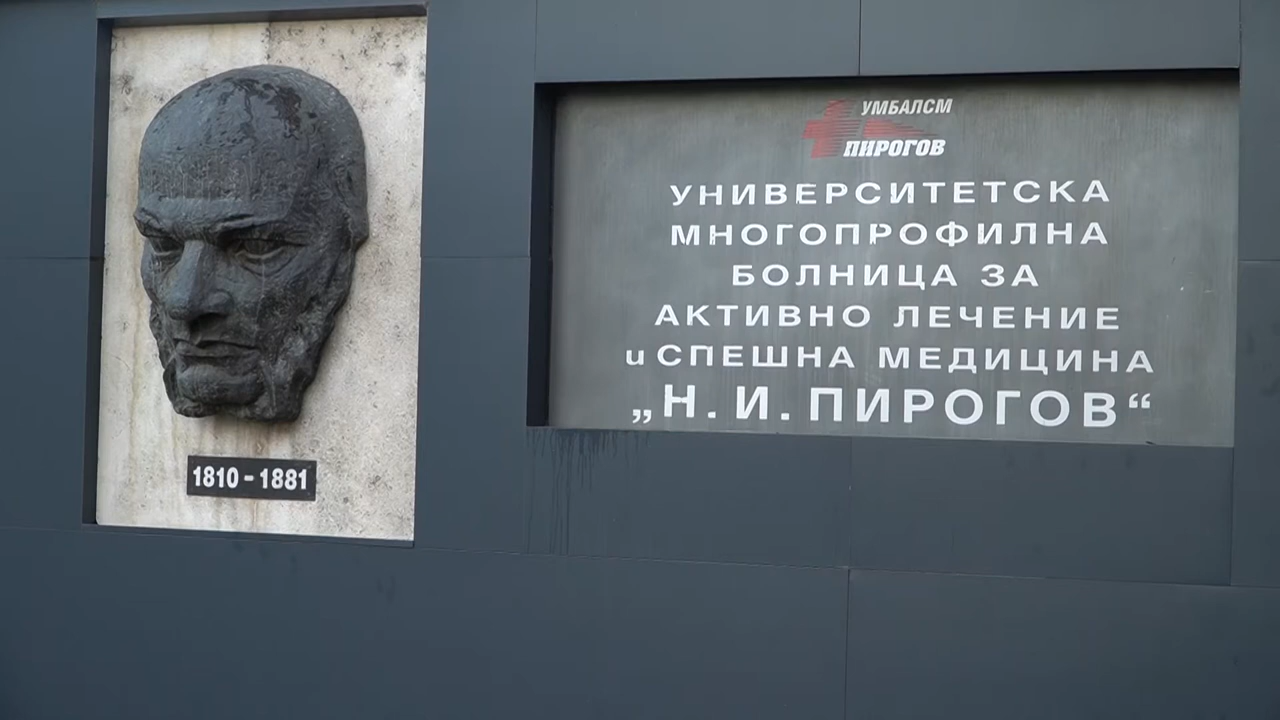 1810 - 1881
УМБАЛСМ
ПИРОГОВ
УНИВЕРСИТЕТСКА
МНОГОПРОФИЛНА
БОЛНИЦА ЗА
АКТИВНО ЛЕЧЕНИЕ
и СПЕШНА МЕДИЦИНА
„Н. И. ПИРОГОВ“